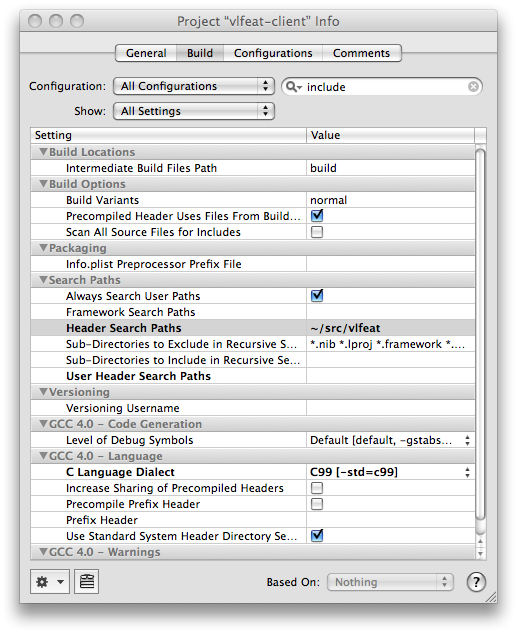 Project "vlfeat-client" Info
General Build Configurations Comments
Configuration: All Configurations include
Show: All Settings
Setting Value
Build Locations
Intermediate Build Files Path build
Build Options
Build Variants normal
Precompiled Header Uses Files From Build...
Scan All Source Files for Includes
Packaging
Info.plist Preprocessor Prefix File
Search Paths
Always Search User Paths
Framework Search Paths
Header Search Paths ~/src/vlfeat
Sub-Directories to Exclude in Recursive S... *.nib *.lproj *.framework *....
Sub-Directories to Include in Recursive Se...
User Header Search Paths
Versioning
Versioning Username
GCC 4.0 - Code Generation
Level of Debug Symbols Default [default, -gstabs...
GCC 4.0 - Language
C Language Dialect C99 [-std=c99]
Increase Sharing of Precompiled Headers
Precompile Prefix Header
Prefix Header
Use Standard System Header Directory Se...
GCC 4.0 - Warnings
Based On: Nothing ?